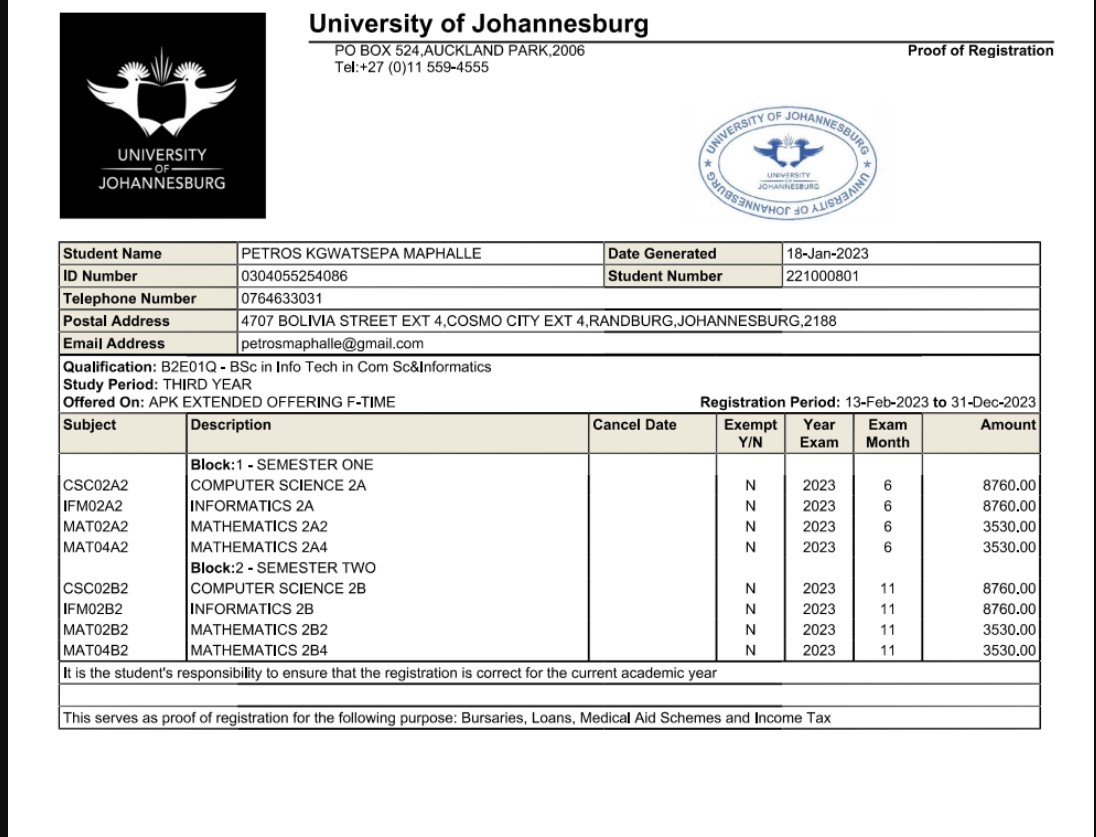 University of Johannesburg
PO BOX 524,AUCKLAND PARK,2006
Proof of Registration
Tel:+27 (0)11 559-4555
UNIVERSITY
OF
JOHANNESBURG
UNIVERSITY OF JOHANNESBURG
UNIVERSITY OF JOHANNESBURG
UNIVERSITY
OF
JOHANNESBURG
Student Name PETROS KGWATSEPA MAPHALLE Date Generated 18-Jan-2023
ID Number 0304055254086 Student Number 221000801
Telephone Number 0764633031
Postal Address 4707 BOLIVIA STREET EXT 4,COSMO CITY EXT 4,RANDBURG,JOHANNESBURG,2188
Email Address petrosmaphalle@gmail.com
Qualification: B2E01Q - BSc in Info Tech in Com Sc&Informatics
Study Period: THIRD YEAR
Offered On: APK EXTENDED OFFERING F-TIME Registration Period: 13-Feb-2023 to 31-Dec-2023
Subject Description Cancel Date Exempt Y/N Year Exam Exam Month Amount
Block:1 - SEMESTER ONE
CSC02A2 COMPUTER SCIENCE 2A N 2023 6 8760.00
IFM02A2 INFORMATICS 2A N 2023 6 8760.00
MAT02A2 MATHEMATICS 2A2 N 2023 6 3530.00
MAT04A2 MATHEMATICS 2A4 N 2023 6 3530.00
Block:2 - SEMESTER TWO
CSC02B2 COMPUTER SCIENCE 2B N 2023 11 8760.00
IFM02B2 INFORMATICS 2B N 2023 11 8760.00
MAT02B2 MATHEMATICS 2B2 N 2023 11 3530.00
MAT04B2 MATHEMATICS 2B4 N 2023 11 3530.00
It is the student's responsibility to ensure that the registration is correct for the current academic year
This serves as proof of registration for the following purpose: Bursaries, Loans, Medical Aid Schemes and Income Tax